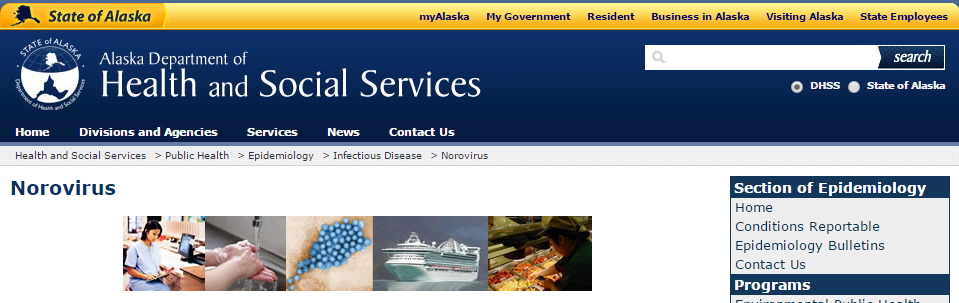 State of Alaska
myAlaska My Government Resident Business in Alaska Visiting Alaska State Employees
STATE of ALASKA
Department of Health and Social Services
Alaska Department of
Health and Social Services
search
DHSS State of Alaska
Home Divisions and Agencies Services News Contact Us
Health and Social Services > Public Health > Epidemiology > Infectious Disease > Norovirus
Norovirus
Section of Epidemiology
Home
Conditions Reportable
Epidemiology Bulletins
Contact Us
Programs
Environmental Public Health